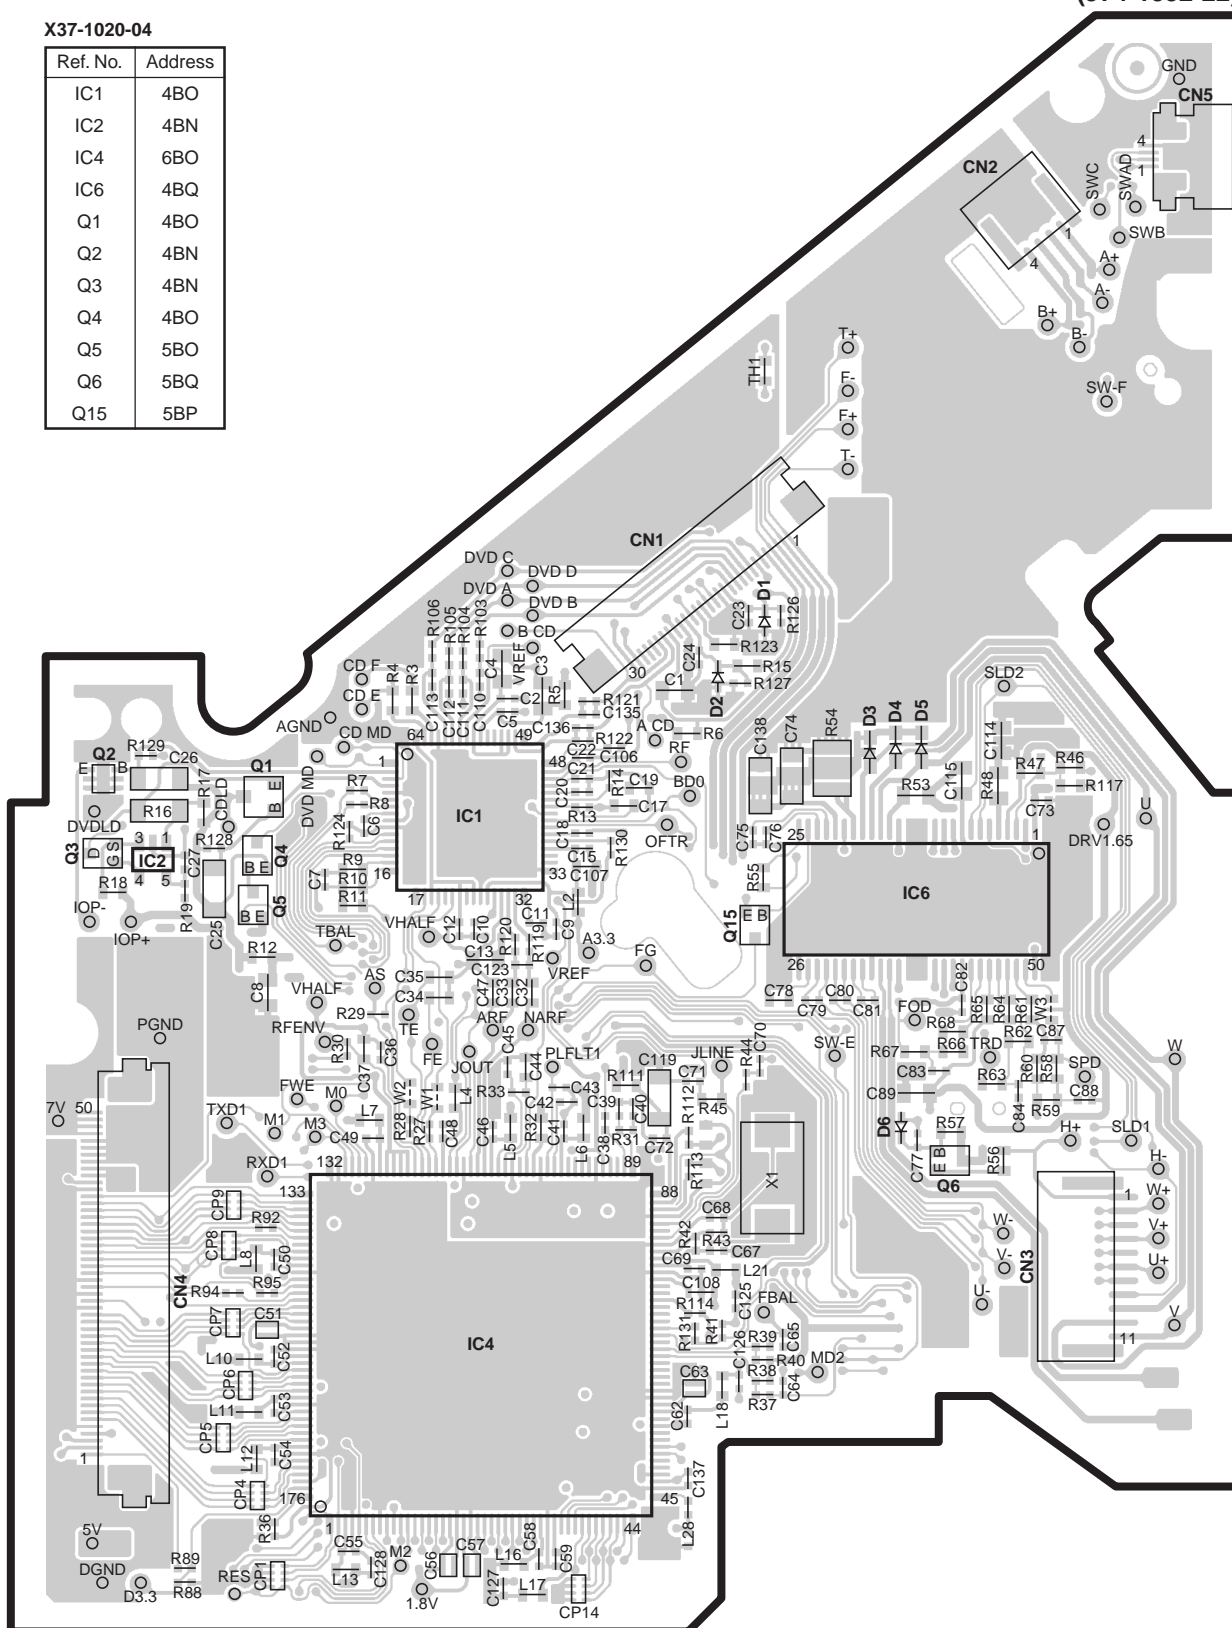 X37-1020-04
Ref. No. Address
IC1 4BO
IC2 4BN
IC4 6BO
IC6 4BQ
Q1 4BO
Q2 4BN
Q3 4BN
Q4 4BO
Q5 5BO
Q6 5BQ
Q15 5BP
GND
CN5
4
1
CN2
SWC
SWAD
SWB
1
4
A+
A-
B+
B-
SW-F
TH1
T+
F-
F+
T-
CN1
1
30
DVD C
DVD D
DVD A
DVD B
B CD
VREF
R106
R105
R104
R103
C4
C3
C23
D1
R126
R123
C24
R15
R127
D2
C1
CD F
CD E
R4
R3
C113
C112
C111
C110
C2
C5
R5
R121
C135
C136
R122
A CD
R6
AGND
CD MD
DVD MD
SLD2
64
49
1
48
IC1
16
33
17
32
C22
C106
C21
R14
C19
C20
C17
R13
C18
C15
R130
C107
L2
RF
BD0
OFTR
C138
C74
R54
D3
D4
D5
R53
C115
C114
R48
R47
R46
R117
C73
U
DRV1.65
Q2
E
B
R129
C26
R17
Q1
B E
R16
CDLD
R7
R8
R124
C6
DVDLD
Q3
D
G S
3 1
IC2
4 5
C27
R128
Q4
B E
R9
R10
R11
C7
R18
R19
C25
Q5
B E
IOP-
IOP+
R12
C8
TBAL
VHALF
VHALF
AS
C12
C10
R120
R119
C11
C9
C13
C123
A3.3
VREF
FG
C35
C34
C47
C33
C32
R29
TE
RFENV
R30
C37
C36
FE
JOUT
ARF
NARF
C45
C44
PLFLT1
C75
C76
25
1
IC6
26
50
R55
Q15
E B
C78
C79
C80
C81
C82
R65
R64
R61
W3
FOD
R68
R62
C87
R67
R66
TRD
R60
R58
SPD
C83
R63
C89
C84
R59
C88
W
SW-E
D6
C77
R57
E B
Q6
R56
H+
SLD1
H-
W+
V+
U+
V
W-
V-
U-
CN3
1
11
PGND
7V
50
FWE
TXD1
M0
M1
M3
L7
C49
RXD1
W2
W1
R28
R27
C48
L4
R33
C46
L5
R32
C42
C41
C43
L6
C39
C38
R31
C40
R111
C119
C71
C72
R112
JLINE
R44
C70
R45
R113
X1
132
89
133
88
IC4
176
45
1
44
CP9
R92
CP8
L8
C50
R94
R95
CN4
CP7
C51
L10
C52
CP6
L11
C53
CP5
L12
C54
CP4
1
R36
C68
R42
R43
C67
C69
L21
C108
C125
FBAL
R114
R131
R41
C126
R39
C65
R40
R38
C64
R37
MD2
C63
L18
C62
C137
L28
5V
DGND
D3.3
R89
R88
RES
CP1
C55
L13
C128
M2
1.8V
C56
C57
C58
C59
L16
C127
L17
CP14